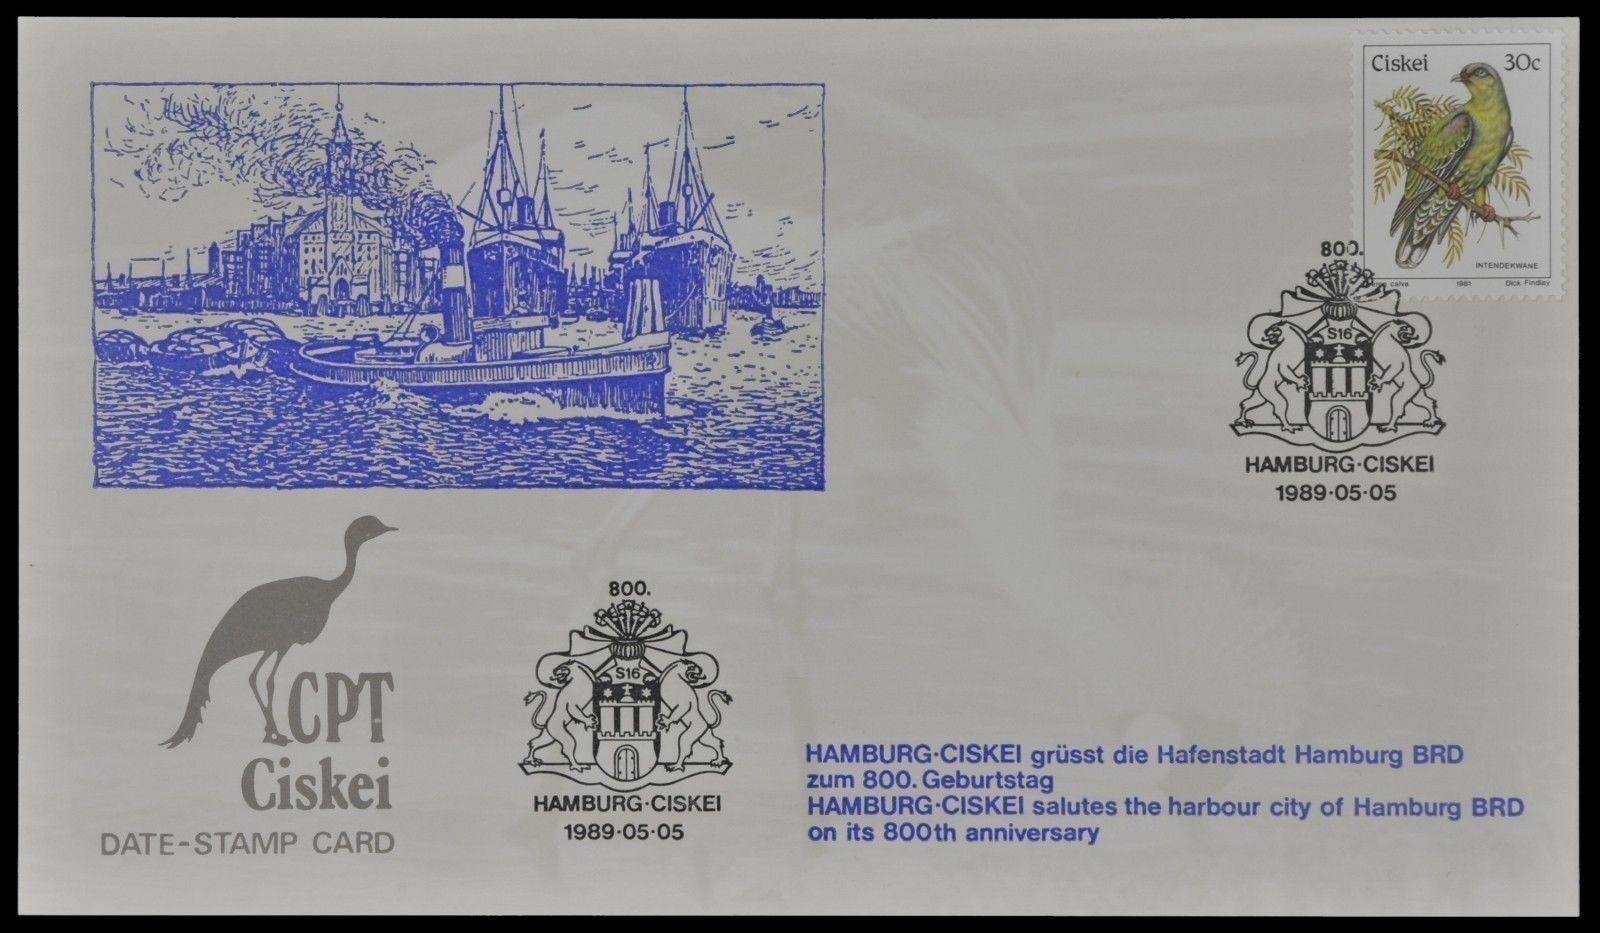 Ciskei 30c
INTENDEKWANE
calva 1981 Dick Findlay
800.
S16
HAMBURG·CISKEI
1989·05·05
CPT
Ciskei
DATE-STAMP CARD
800.
S16
HAMBURG·CISKEI
1989·05·05
HAMBURG·CISKEI grüsst die Hafenstadt Hamburg BRD
zum 800. Geburtstag
HAMBURG·CISKEI salutes the harbour city of Hamburg BRD
on its 800th anniversary